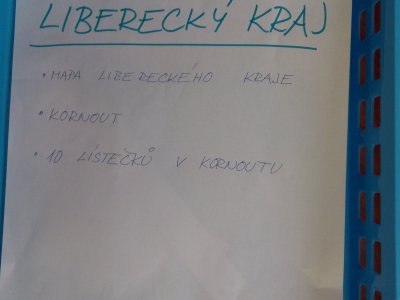 LIBERECKÝ KRAJ
• MAPA LIBERECKÉHO KRAJE
• KORNOUT
• 10 LÍSTEČKŮ V KORNOUTU